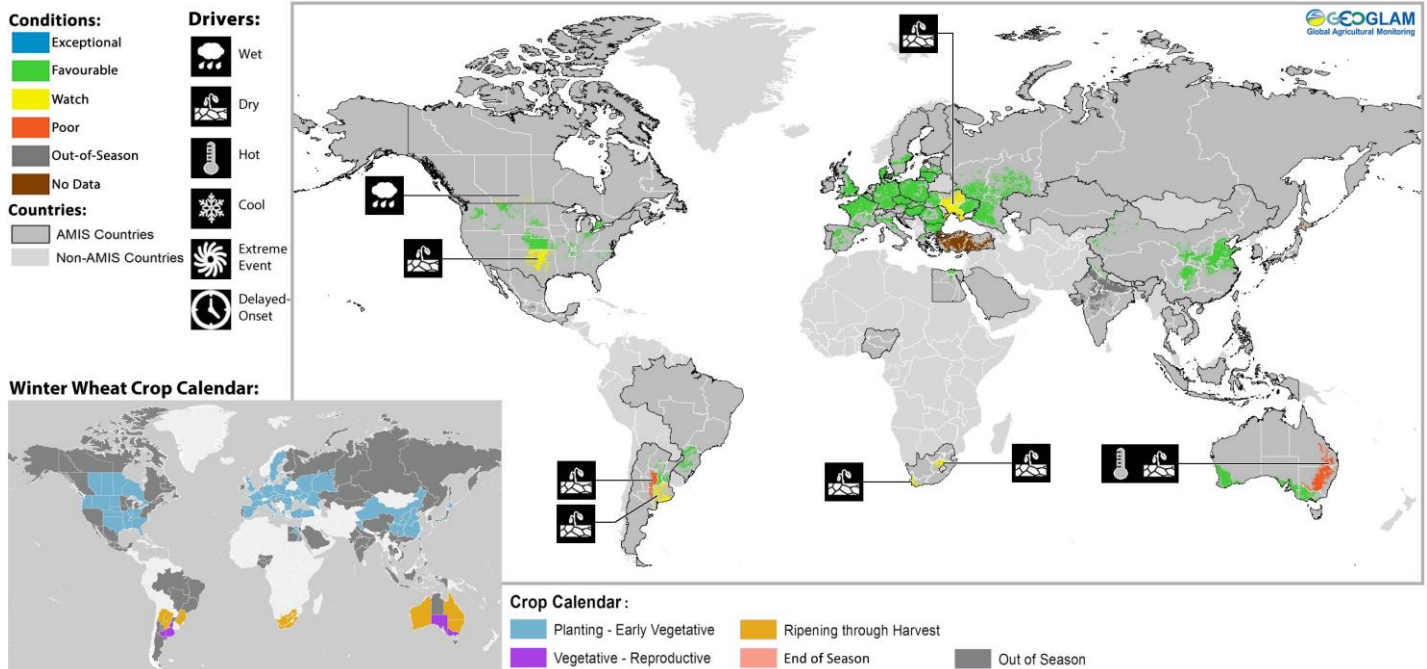 Conditions:
Exceptional
Favourable
Watch
Poor
Out-of-Season
No Data
Countries:
AMIS Countries
Non-AMIS Countries
Drivers:
Wet
Dry
Hot
Cool
Extreme
Event
Delayed-
Onset
GEOGLAM
Global Agricultural Monitoring
Winter Wheat Crop Calendar:
Crop Calendar :
Planting - Early Vegetative
Ripening through Harvest
Vegetative - Reproductive
End of Season
Out of Season